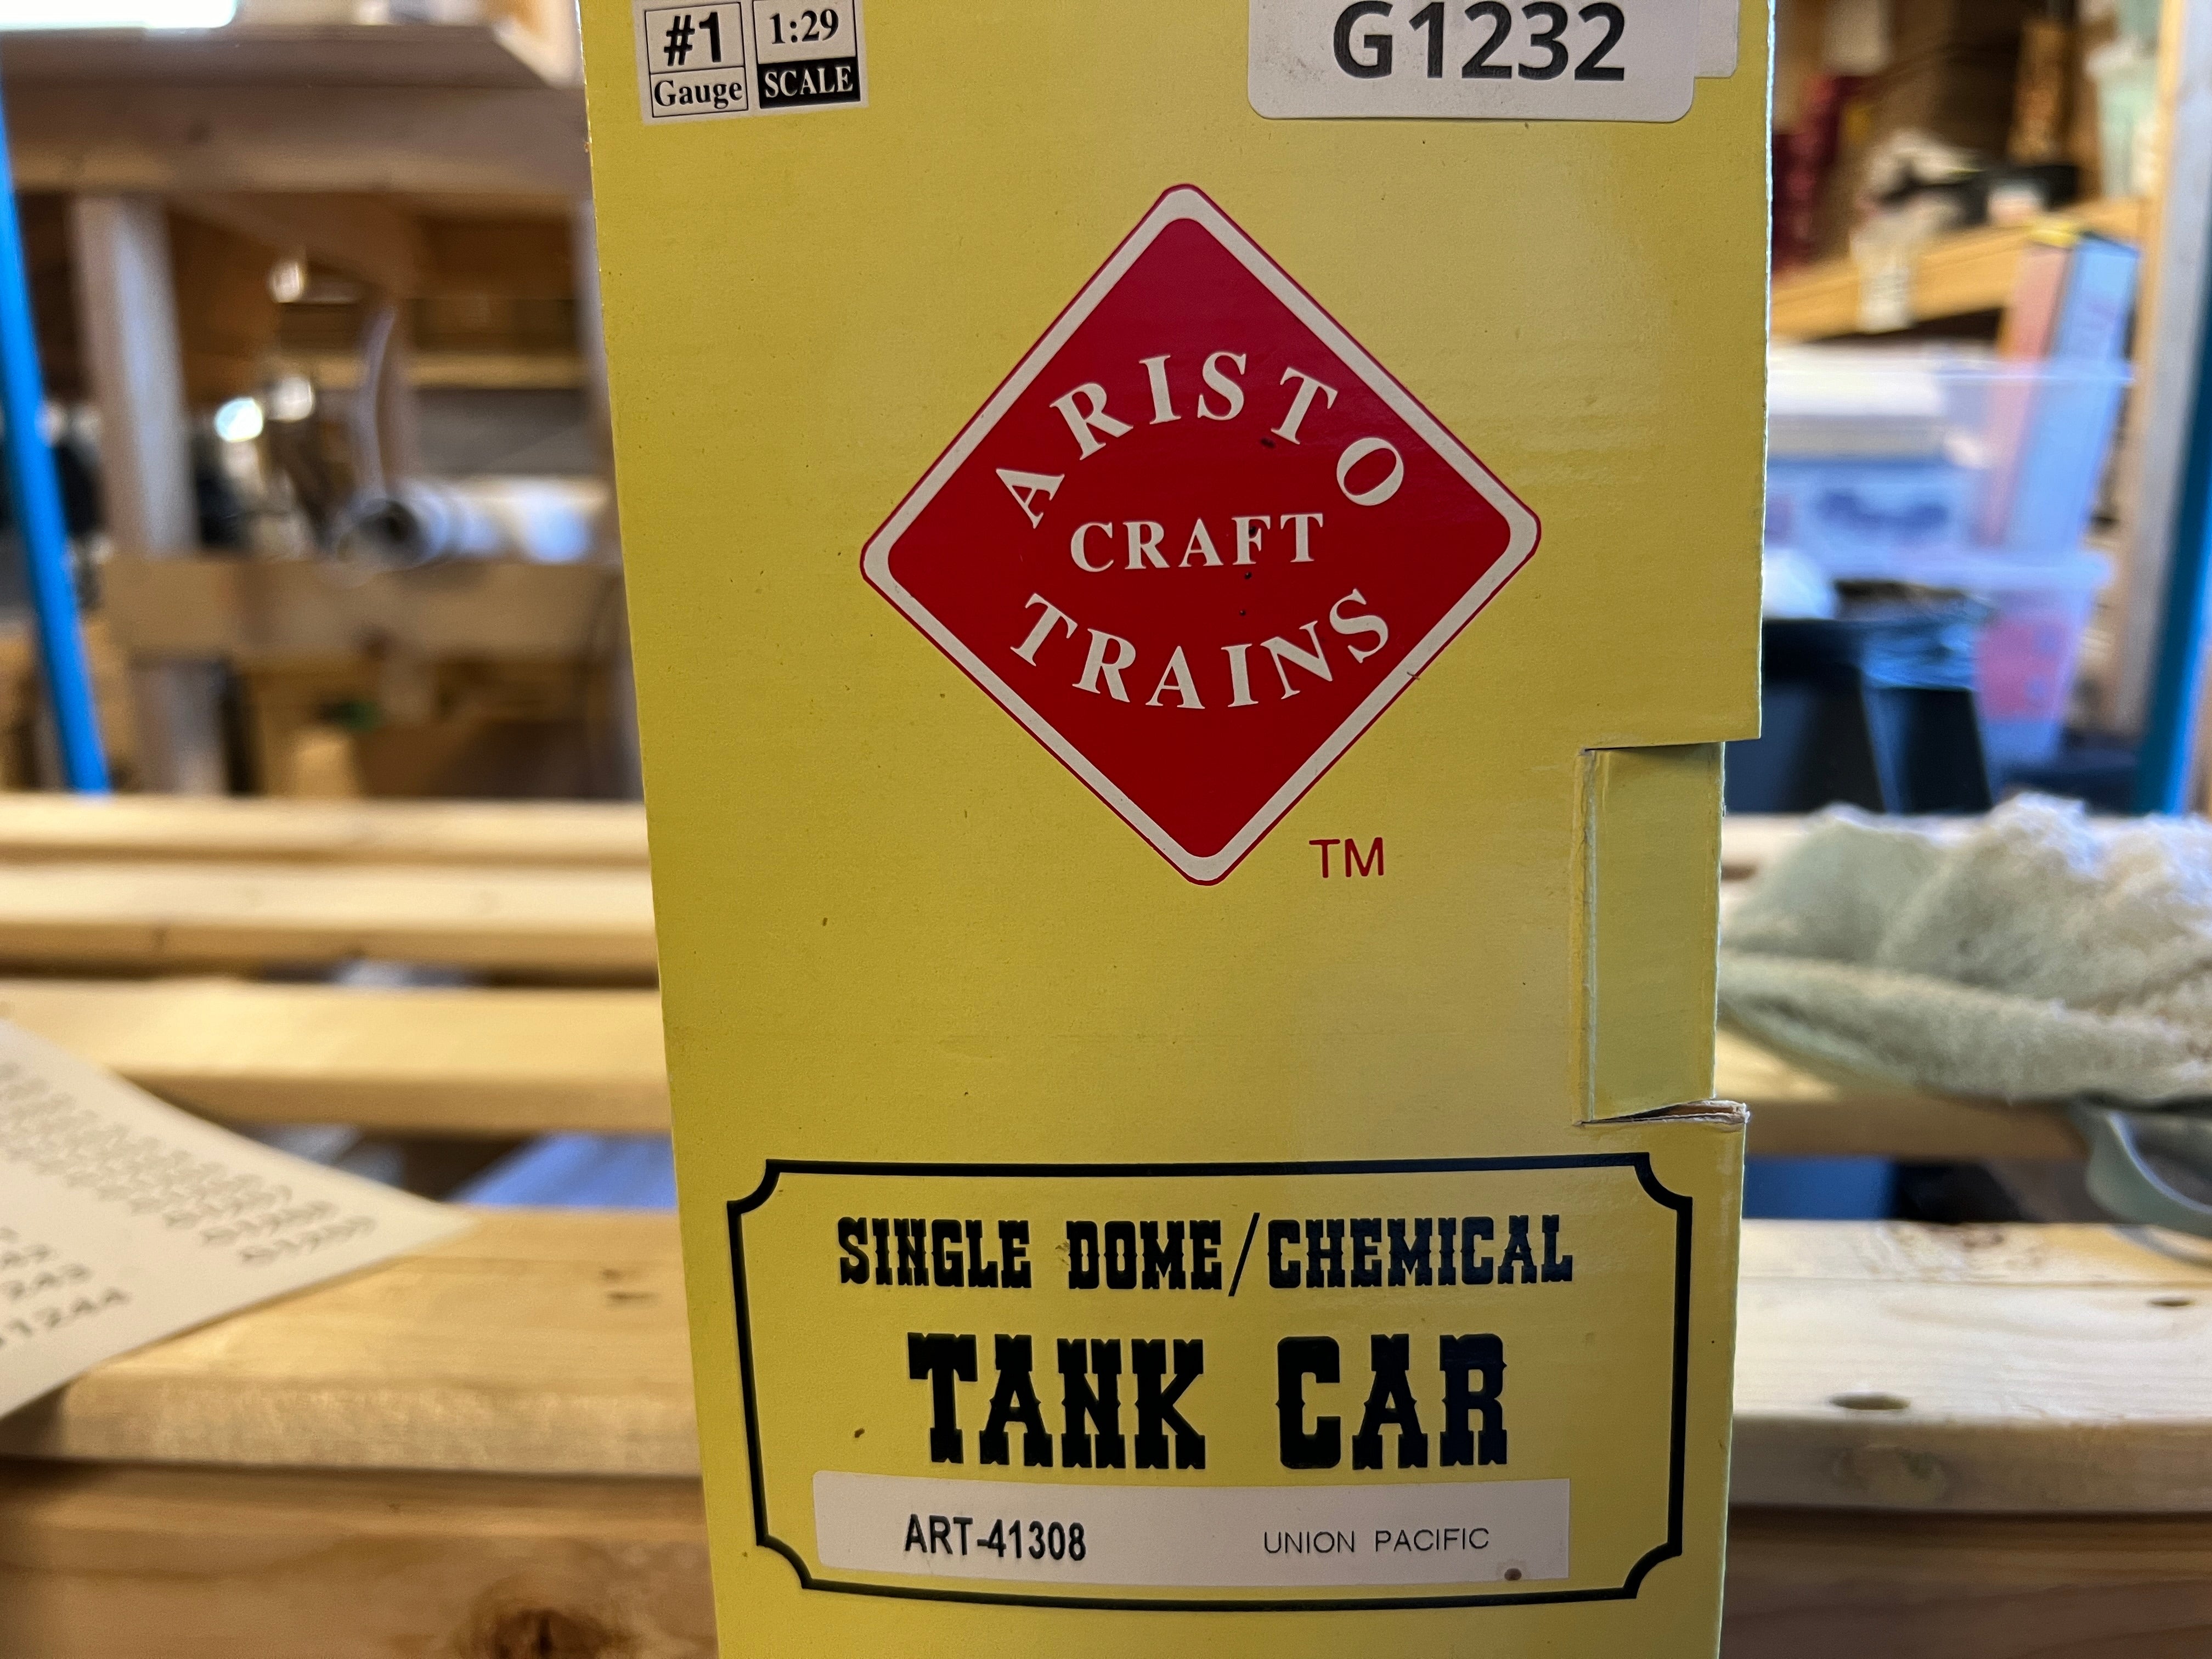 #1
Gauge
1:29
SCALE
G1232
ARISTO
CRAFT
TRAINS
TM
SINGLE DOME/CHEMICAL
TANK CAR
ART-41308 UNION PACIFIC